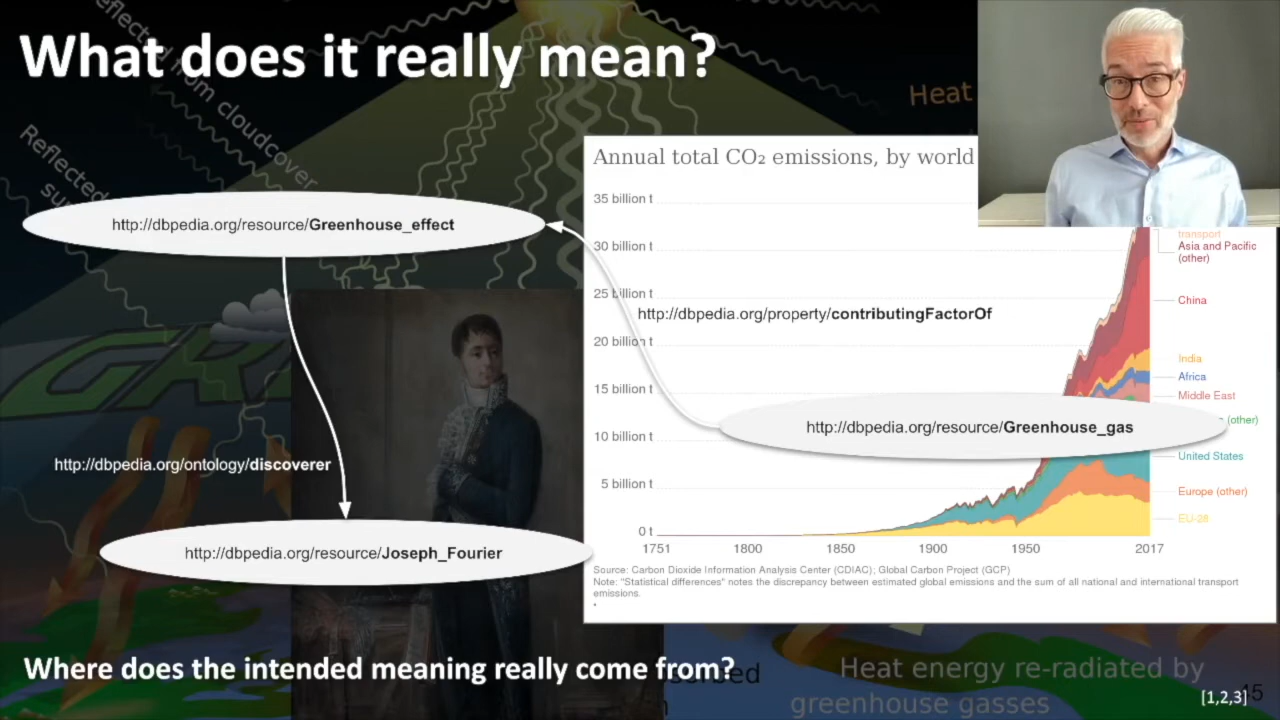 What does it really mean?
Reflected from cloudcover
Heat
Reflected
Annual total CO₂ emissions, by world
35 billion t
30 billion t
25 billion t
20 billion t
15 billion t
10 billion t
5 billion t
0 t
1751 1800 1850 1900 1950 2017
transport
Asia and Pacific
(other)
China
India
Africa
Middle East
(other)
United States
Europe (other)
EU-28
Source: Carbon Dioxide Information Analysis Center (CDIAC); Global Carbon Project (GCP)
Note: "Statistical differences" notes the discrepancy between estimated global emissions and the sum of all national and international transport
emissions.
http://dbpedia.org/resource/Greenhouse_effect
http://dbpedia.org/property/contributingFactorOf
http://dbpedia.org/resource/Greenhouse_gas
http://dbpedia.org/ontology/discoverer
http://dbpedia.org/resource/Joseph_Fourier
Where does the intended meaning really come from?
Heat energy re-radiated by
greenhouse gasses
[1,2,3]